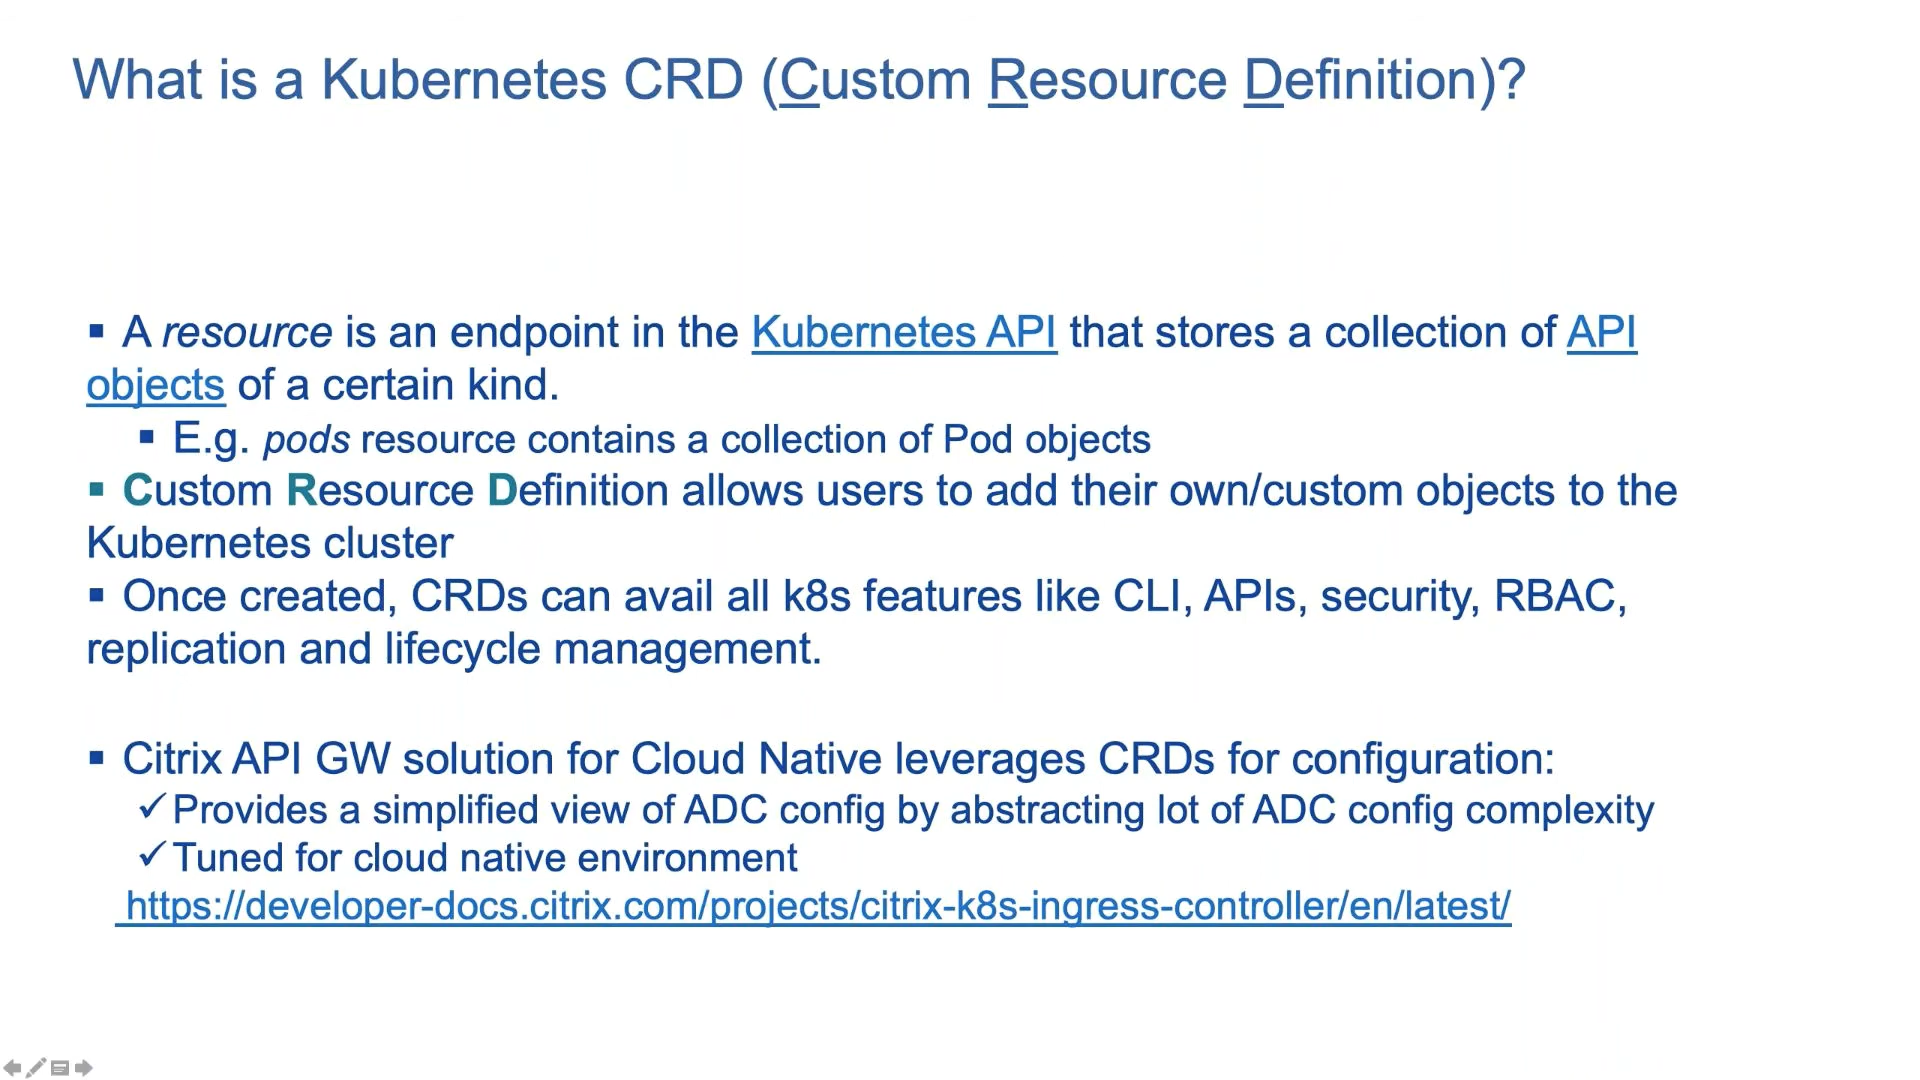 What is a Kubernetes CRD (Custom Resource Definition)?
▪ A resource is an endpoint in the Kubernetes API that stores a collection of API
objects of a certain kind.
▪ E.g. pods resource contains a collection of Pod objects
▪ Custom Resource Definition allows users to add their own/custom objects to the
Kubernetes cluster
▪ Once created, CRDs can avail all k8s features like CLI, APIs, security, RBAC,
replication and lifecycle management.
▪ Citrix API GW solution for Cloud Native leverages CRDs for configuration:
✓Provides a simplified view of ADC config by abstracting lot of ADC config complexity
✓Tuned for cloud native environment
https://developer-docs.citrix.com/projects/citrix-k8s-ingress-controller/en/latest/